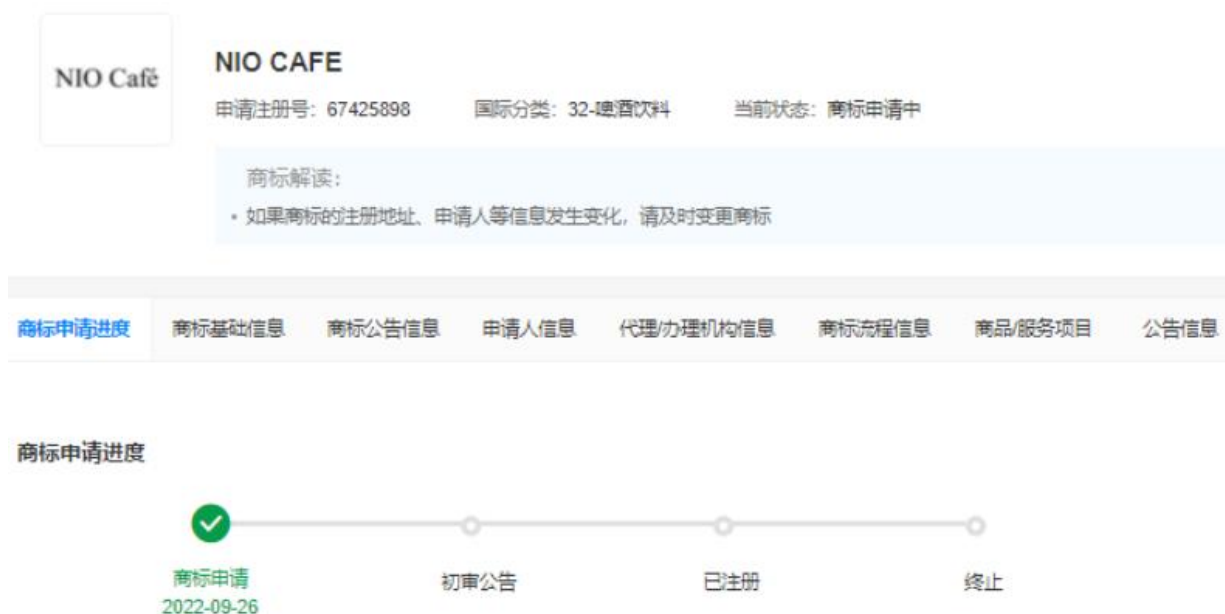 NIO Café
NIO CAFE
申请注册号：67425898 国际分类：32-啤酒饮料 当前状态：商标申请中
商标解读：
• 如果商标的注册地址、申请人等信息发生变化，请及时变更商标
商标申请进度 商标基础信息 商标公告信息 申请人信息 代理/办理机构信息 商标流程信息 商品/服务项目 公告信息
商标申请进度
商标申请 初审公告 已注册 终止
2022-09-26